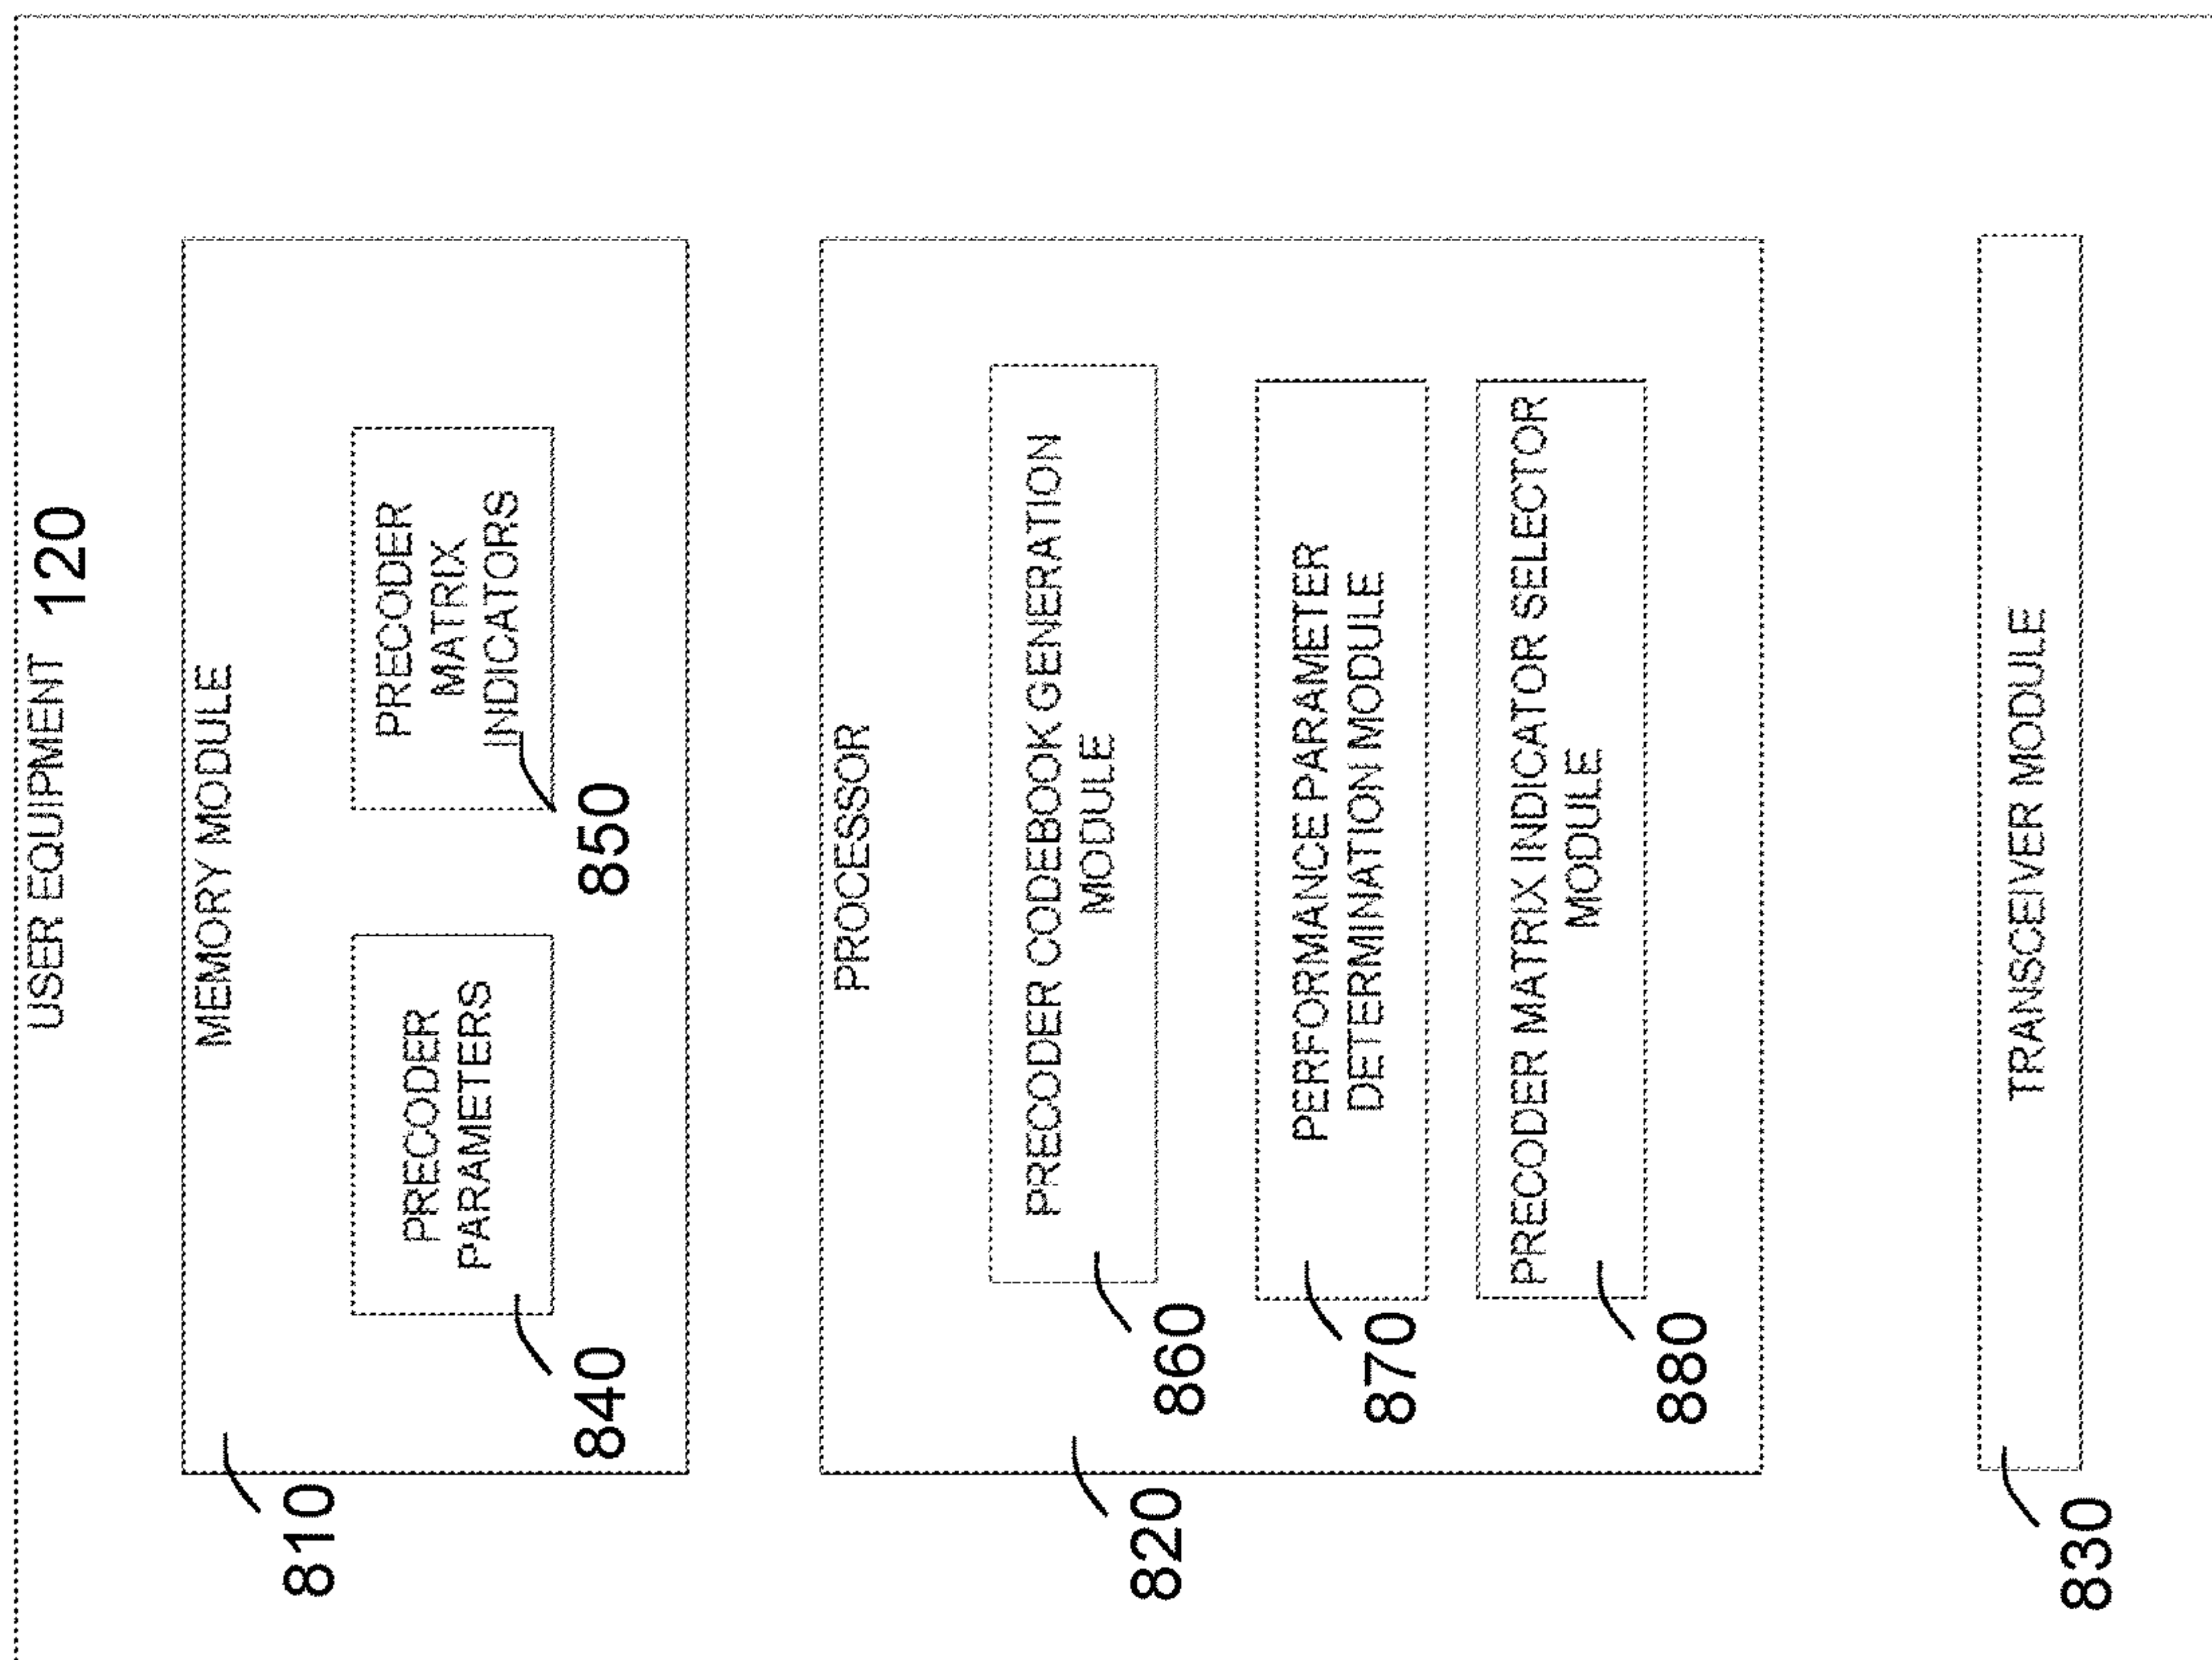 USER EQUIPMENT 120
MEMORY MODULE
810
PRECODER
PARAMETERS
840
PRECODER
MATRIX
INDICATORS
850
PROCESSOR
820
PRECODER CODEBOOK GENERATION
MODULE
860
PERFORMANCE PARAMETER
DETERMINATION MODULE
870
PRECODER MATRIX INDICATOR SELECTOR
MODULE
880
TRANSCEIVER MODULE
830